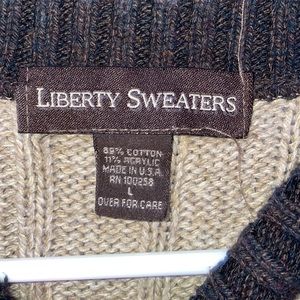 LIBERTY SWEATERS
89% COTTON
11% ACRYLIC
MADE IN U.S.A.
RN 100258
L
OVER FOR CARE